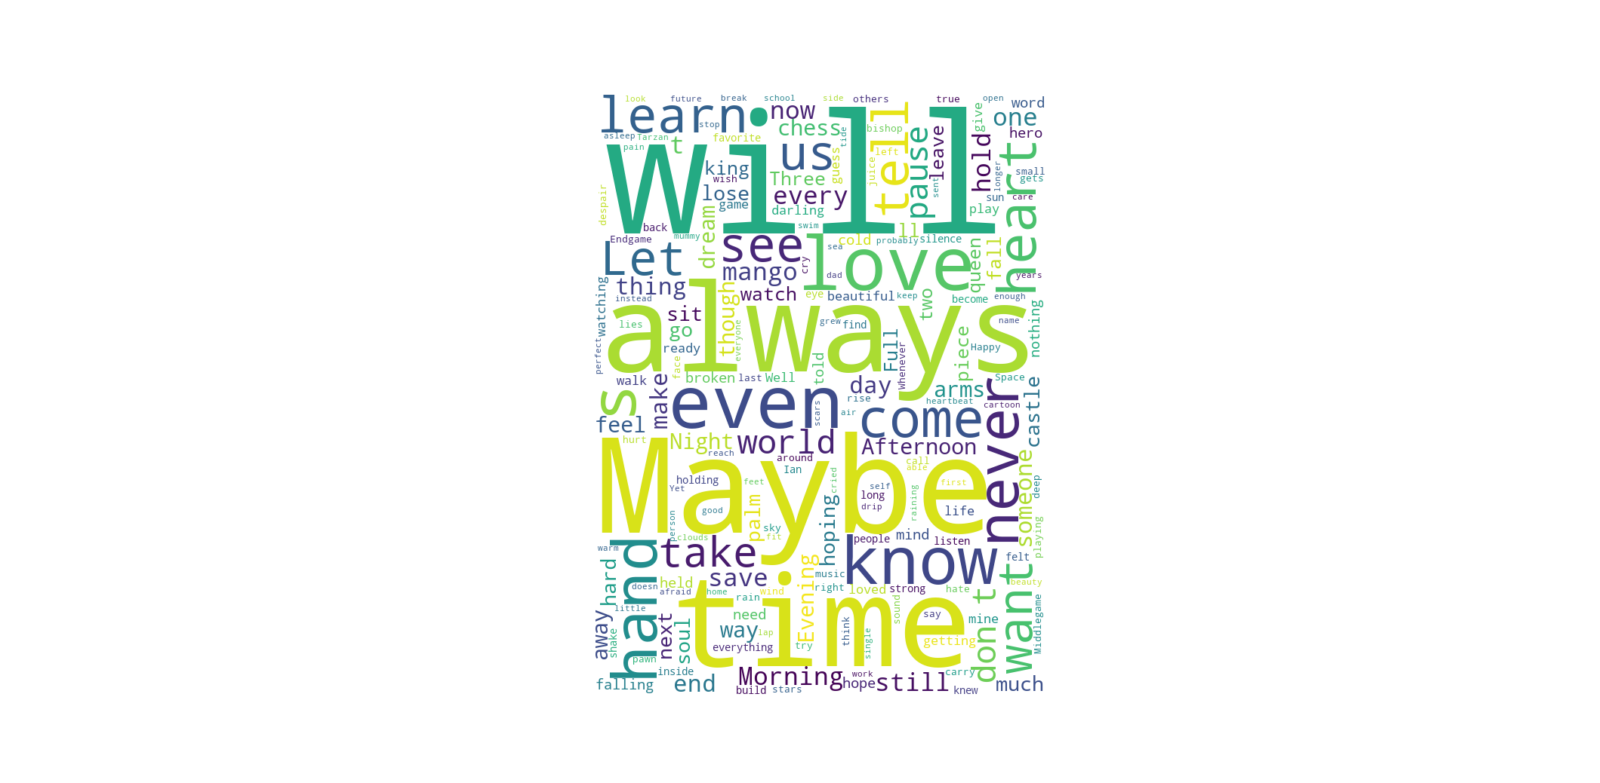 look future break school side others true open
learn now chess tell give one word
asleep Tarzan stop favorite tide bishop hero
pain t us guess juice left pause leave hold heart
will
king wish Three sent longer small gets
lose every sun care
despair game darling play
back swim ll
Endgame mummy dream see cold probably silence queen fall
Let sea love years
mango cry dad
thing watch eye beautiful keep two become enough
watching instead though always
sit grew find name nothing
lies go everyone told Full piece
perfect ready face Whenever Happy
walk broken last Well day Space
s make even scars air rise arms heartbeat cartoon castle
feel come never
hurt Night world Afternoon
reach around call able someone
Maybe Ian cried
holding feet self first deep
Yet long
good palm drip raining life
person sky hoping playing
clouds fit people mind listen
warm hand take know felt
hard save Evening music want beauty
doesn held right loved strong hate
afraid home rain wind time t
little need sound say mine Middlegame
away shake next soul way lap think single don
everything try getting
pawn inside Morning work carry
falling end build stars hope still knew much